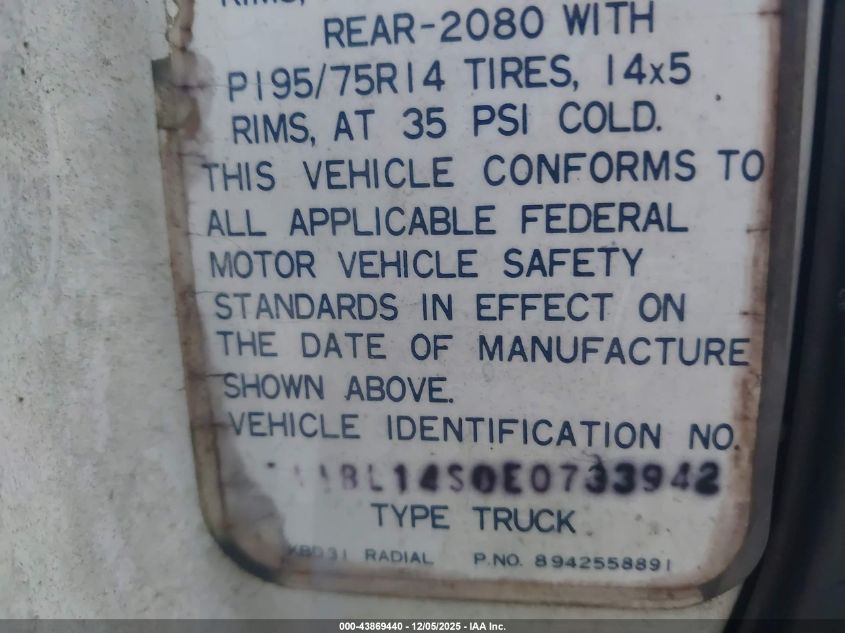 RIMS,
REAR-2080 WITH
P195/75R14 TIRES, 14x5
RIMS, AT 35 PSI COLD.
THIS VEHICLE CONFORMS TO
ALL APPLICABLE FEDERAL
MOTOR VEHICLE SAFETY
STANDARDS IN EFFECT ON
THE DATE OF MANUFACTURE
SHOWN ABOVE.
VEHICLE IDENTIFICATION NO.
TYPE TRUCK
KBD31 RADIAL P.NO. 8942558891
000-43869440 - 12/05/2025 - IAA Inc.